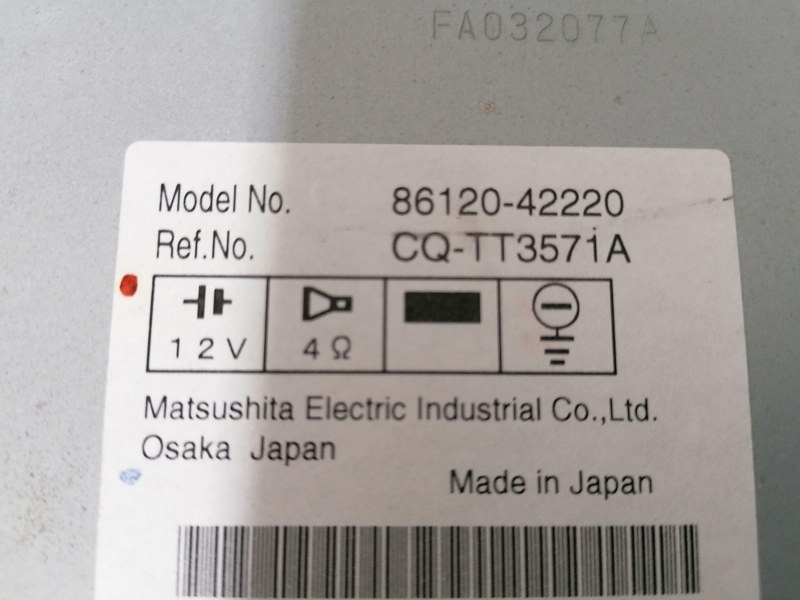 FA032077A
Model No. 86120-42220
Ref.No. CQ-TT3571A
12V 4Ω
Matsushita Electric Industrial Co.,Ltd.
Osaka Japan
Made in Japan